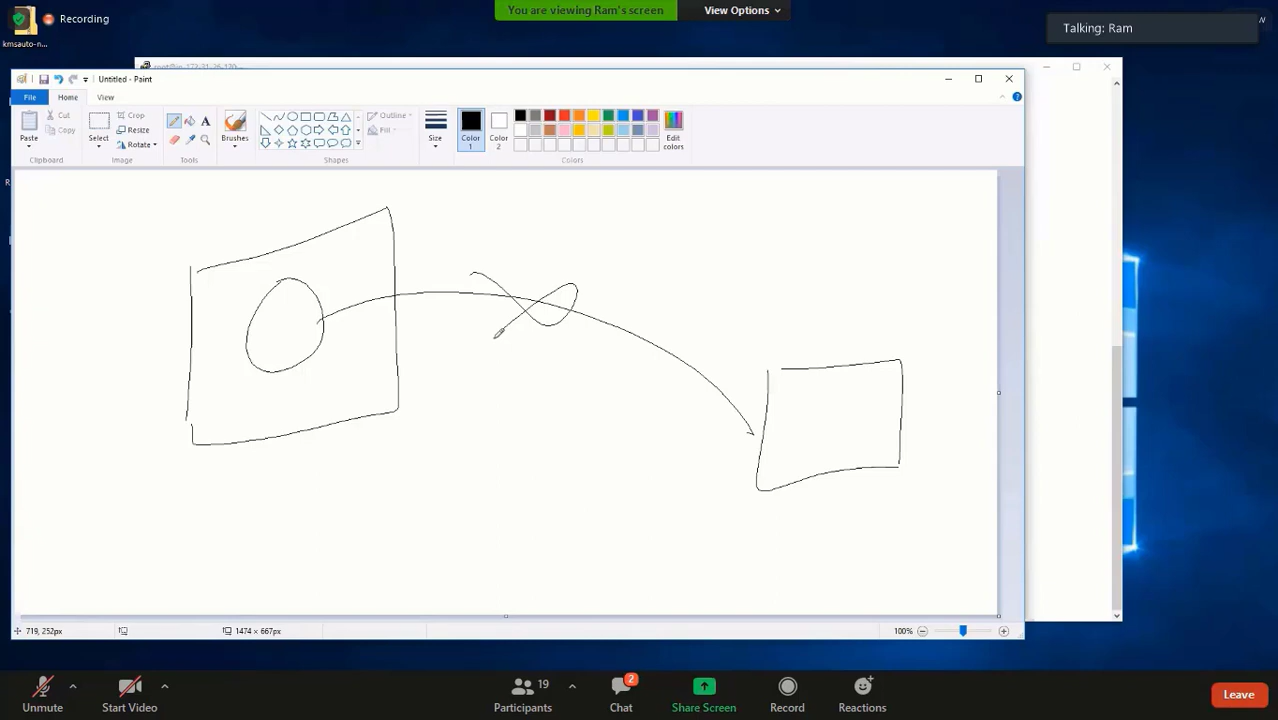 Recording
You are viewing Ram's screen
View Options
Talking: Ram
kmsauto-n...
Untitled - Paint
File
Home
View
Paste
Cut
Copy
Clipboard
Select
Crop
Resize
Rotate
Image
A
Tools
Brushes
Outline
Fill
Shapes
Size
Color
1
Color
2
Edit
colors
Colors
719, 252px
1474 × 667px
100%
Unmute
Start Video
19
Participants
2
Chat
Share Screen
Record
Reactions
Leave